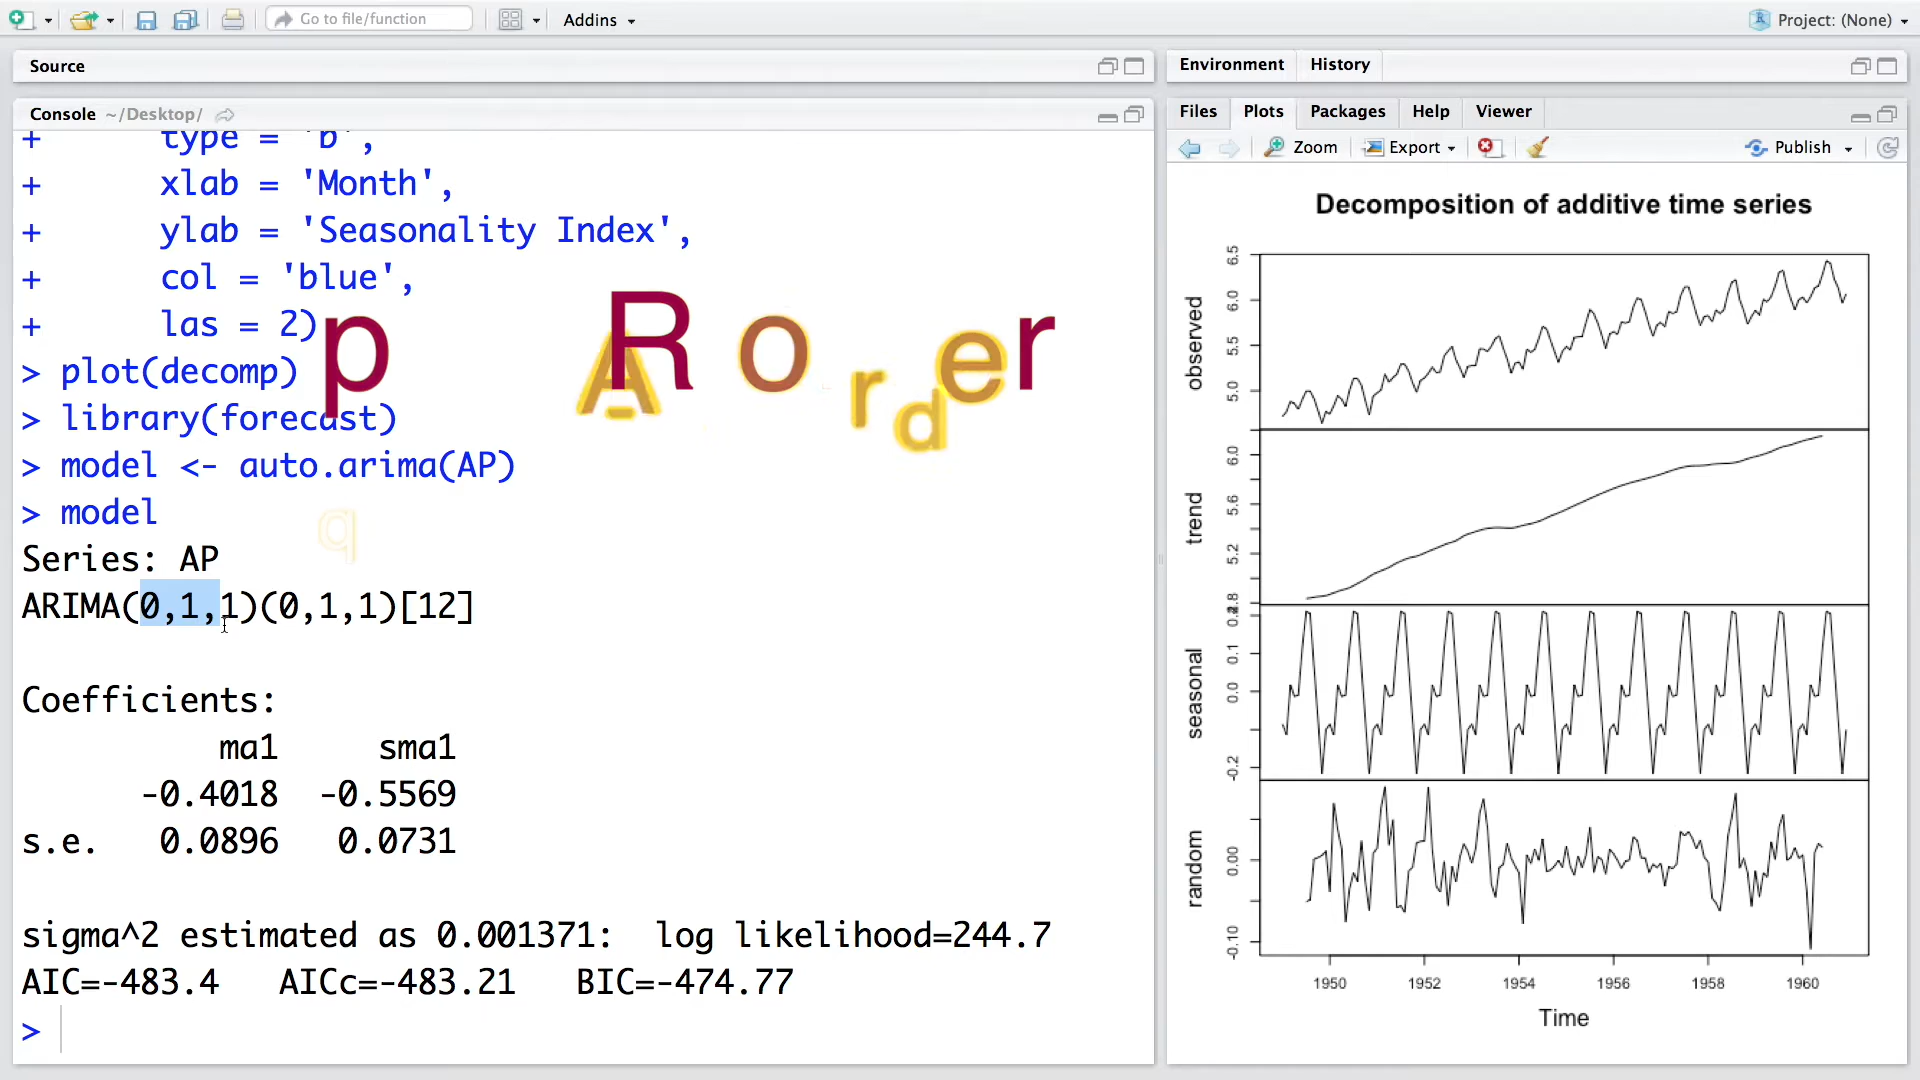 Go to file/function
Addins
Project: (None)
Source
Console ~/Desktop/
+ type = 'b',
+ xlab = 'Month',
+ ylab = 'Seasonality Index',
+ col = 'blue',
+ las = 2)
> plot(decomp)
> library(forecast)
> model <- auto.arima(AP)
> model
Series: AP
ARIMA(0,1,1)(0,1,1)[12]
Coefficients:
ma1 sma1
-0.4018 -0.5569
s.e. 0.0896 0.0731
sigma^2 estimated as 0.001371: log likelihood=244.7
AIC=-483.4 AICc=-483.21 BIC=-474.77
>
p A R order
q
Environment History
Files Plots Packages Help Viewer
Zoom Export Publish
Decomposition of additive time series
observed
5.0 5.5 6.0 6.5
trend
5.2 5.6 6.0
seasonal
-0.2 0.0 0.1
random
-0.10 0.00
1950 1952 1954 1956 1958 1960
Time